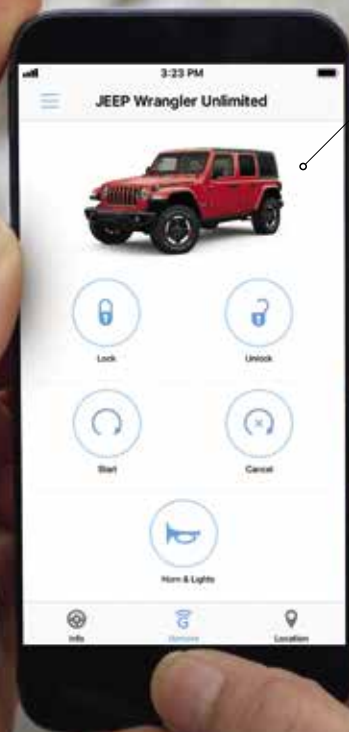 3:23 PM
JEEP Wrangler Unlimited
Lock
Unlock
Start
Cancel
Horn & Lights
Info
Remote
Location